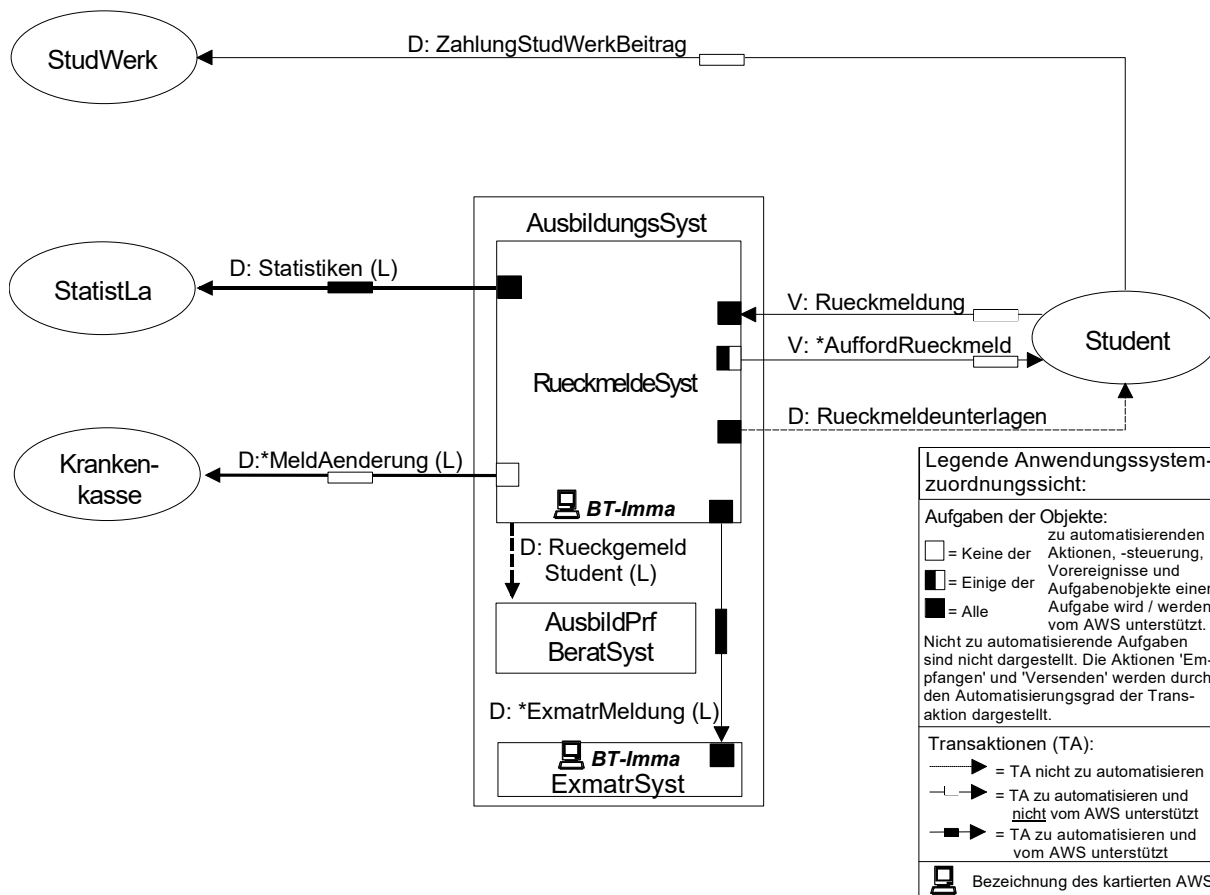 D: ZahlungStudWerkBeitrag
StudWerk
AusbildungsSyst
D: Statistiken (L)
StatistLa
V: Rueckmeldung
Student
V: *AuffordRueckmeld
RueckmeldeSyst
D: Rueckmeldeunterlagen
Kranken-
kasse
D:*MeldAenderung (L)
BT-Imma
D: Rueckgemeld
Student (L)
AusbildPrf
BeratSyst
D: *ExmatrMeldung (L)
BT-Imma
ExmatrSyst
Legende Anwendungssystem-
zuordnungssicht:
Aufgaben der Objekte:
= Keine der
= Einige der
= Alle
zu automatisierenden
Aktionen, -steuerung,
Vorereignisse und
Aufgabenobjekte einer
Aufgabe wird / werden
vom AWS unterstützt.
Nicht zu automatisierende Aufgaben
sind nicht dargestellt. Die Aktionen 'Em-
pfangen' und 'Versenden' werden durch
den Automatisierungsgrad der Trans-
aktion dargestellt.
Transaktionen (TA):
= TA nicht zu automatisieren
= TA zu automatisieren und
nicht vom AWS unterstützt
= TA zu automatisieren und
vom AWS unterstützt
Bezeichnung des kartierten AWS